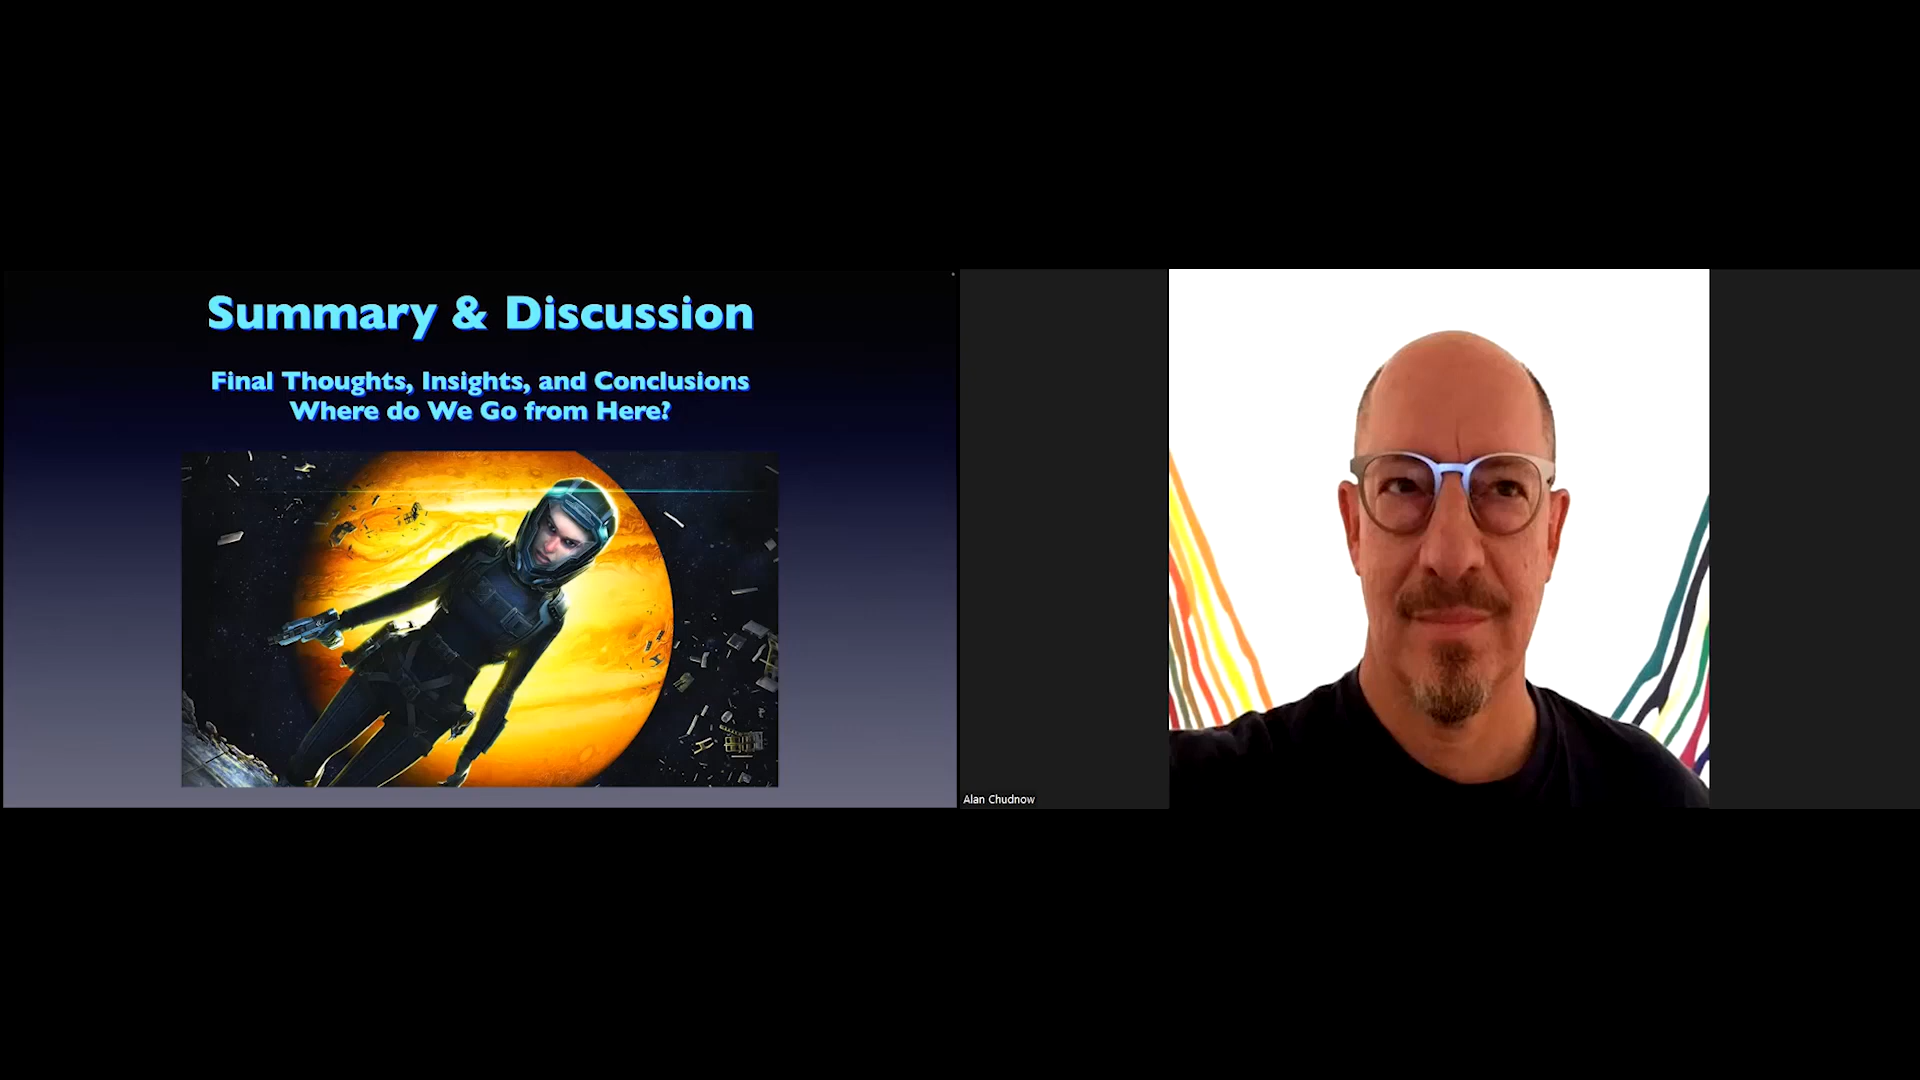 Summary & Discussion
Final Thoughts, Insights, and Conclusions
Where do We Go from Here?
Alan Chudnow